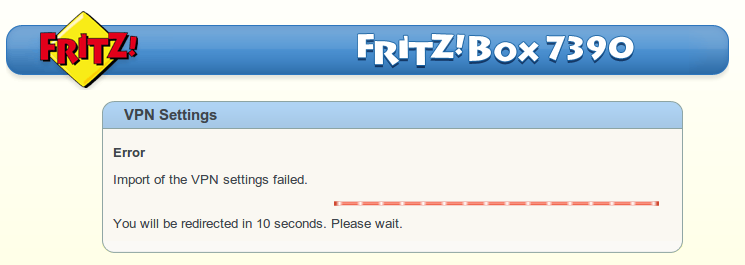 FRITZ!
FRITZ!Box 7390
VPN Settings
Error
Import of the VPN settings failed.
You will be redirected in 10 seconds. Please wait.